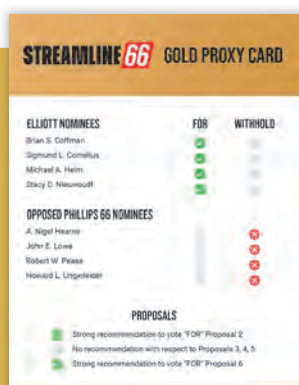 STREAMLINE 66 GOLD PROXY CARD
ELLIOTT NOMINEES FOR WITHHOLD
Brian S. Coffman
Sigmund L. Cornelius
Michael A. Heim
Stacy D. Nieuwoudt
OPPOSED PHILLIPS 66 NOMINEES
A. Nigel Hearne
John E. Lowe
Robert W. Pease
Howard L. Ungerleider
PROPOSALS
Strong recommendation to vote "FOR" Proposal 2
No recommendation with respect to Proposals 3, 4, 5
Strong recommendation to vote "FOR" Proposal 6